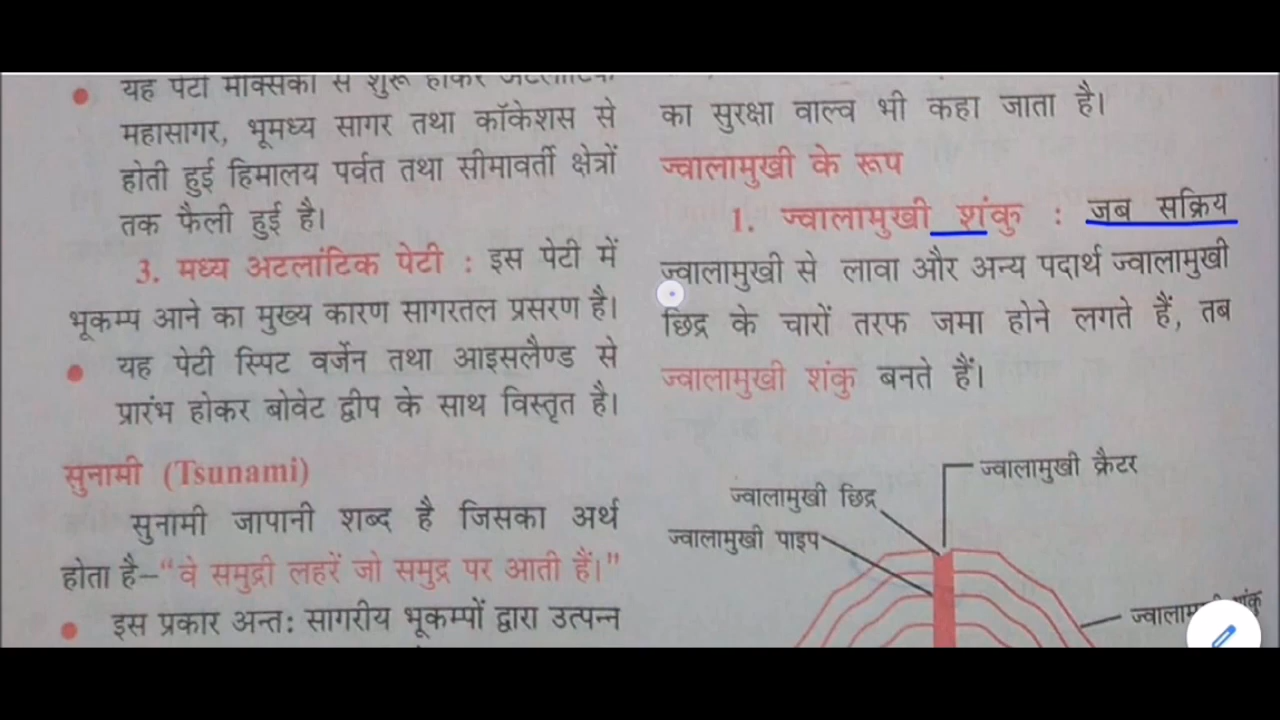 यह पेटी मैक्सिको से शुरू होकर अटलांटिक
महासागर, भूमध्य सागर तथा कॉकेशस से
होती हुई हिमालय पर्वत तथा सीमावर्ती क्षेत्रों
तक फैली हुई है।
3. मध्य अटलांटिक पेटी : इस पेटी में
भूकम्प आने का मुख्य कारण सागरतल प्रसरण है।
यह पेटी स्पिट वर्जेन तथा आइसलैण्ड से
प्रारंभ होकर बोवेट द्वीप के साथ विस्तृत है।
सुनामी (Tsunami)
सुनामी जापानी शब्द है जिसका अर्थ
होता है–“वे समुद्री लहरें जो समुद्र पर आती हैं।”
इस प्रकार अन्त: सागरीय भूकम्पों द्वारा उत्पन्न
का सुरक्षा वाल्व भी कहा जाता है।
ज्वालामुखी के रूप
1. ज्वालामुखी शंकु : जब सक्रिय
ज्वालामुखी से लावा और अन्य पदार्थ ज्वालामुखी
छिद्र के चारों तरफ जमा होने लगते हैं, तब
ज्वालामुखी शंकु बनते हैं।
ज्वालामुखी क्रैटर
ज्वालामुखी छिद्र
ज्वालामुखी पाइप